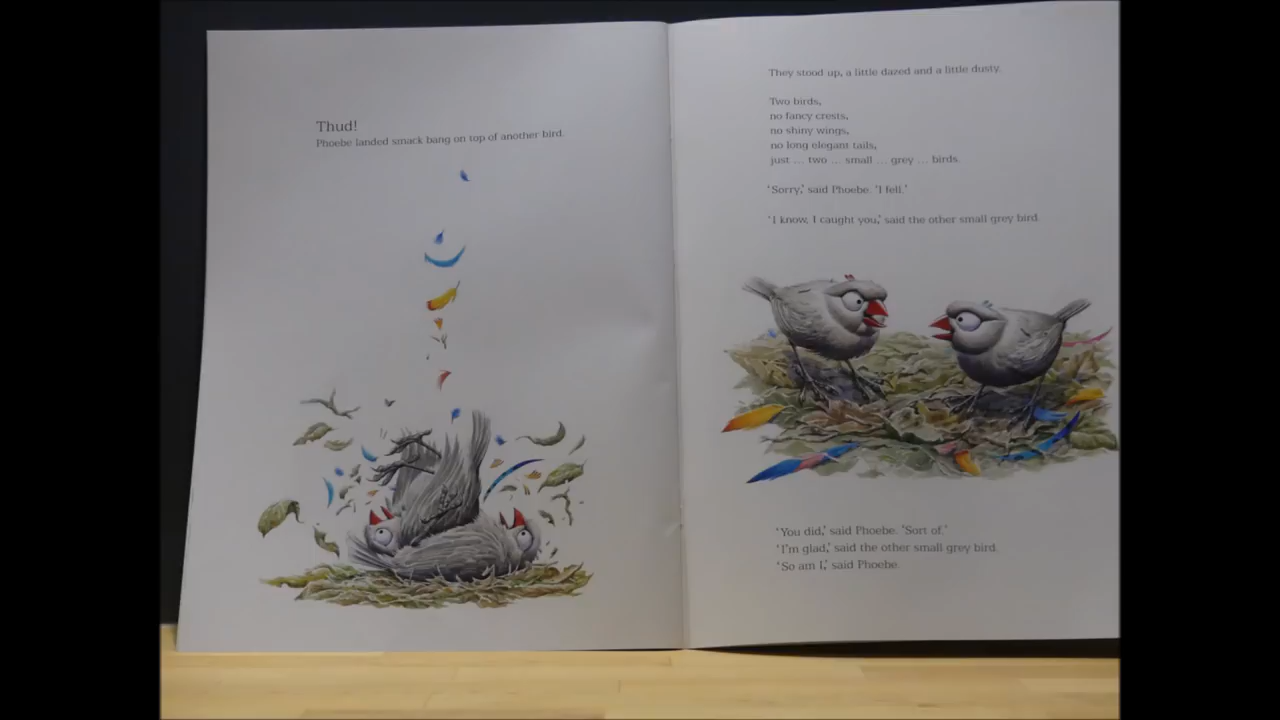 Thud!
Phoebe landed smack bang on top of another bird.
They stood up, a little dazed and a little dusty.
Two birds,
no fancy crests,
no shiny wings,
no long elegant tails,
just ... two ... small ... grey ... birds.
‘Sorry,’ said Phoebe. ‘I fell.’
‘I know, I caught you,’ said the other small grey bird.
‘You did,’ said Phoebe. ‘Sort of.’
‘I’m glad,’ said the other small grey bird.
‘So am I,’ said Phoebe.